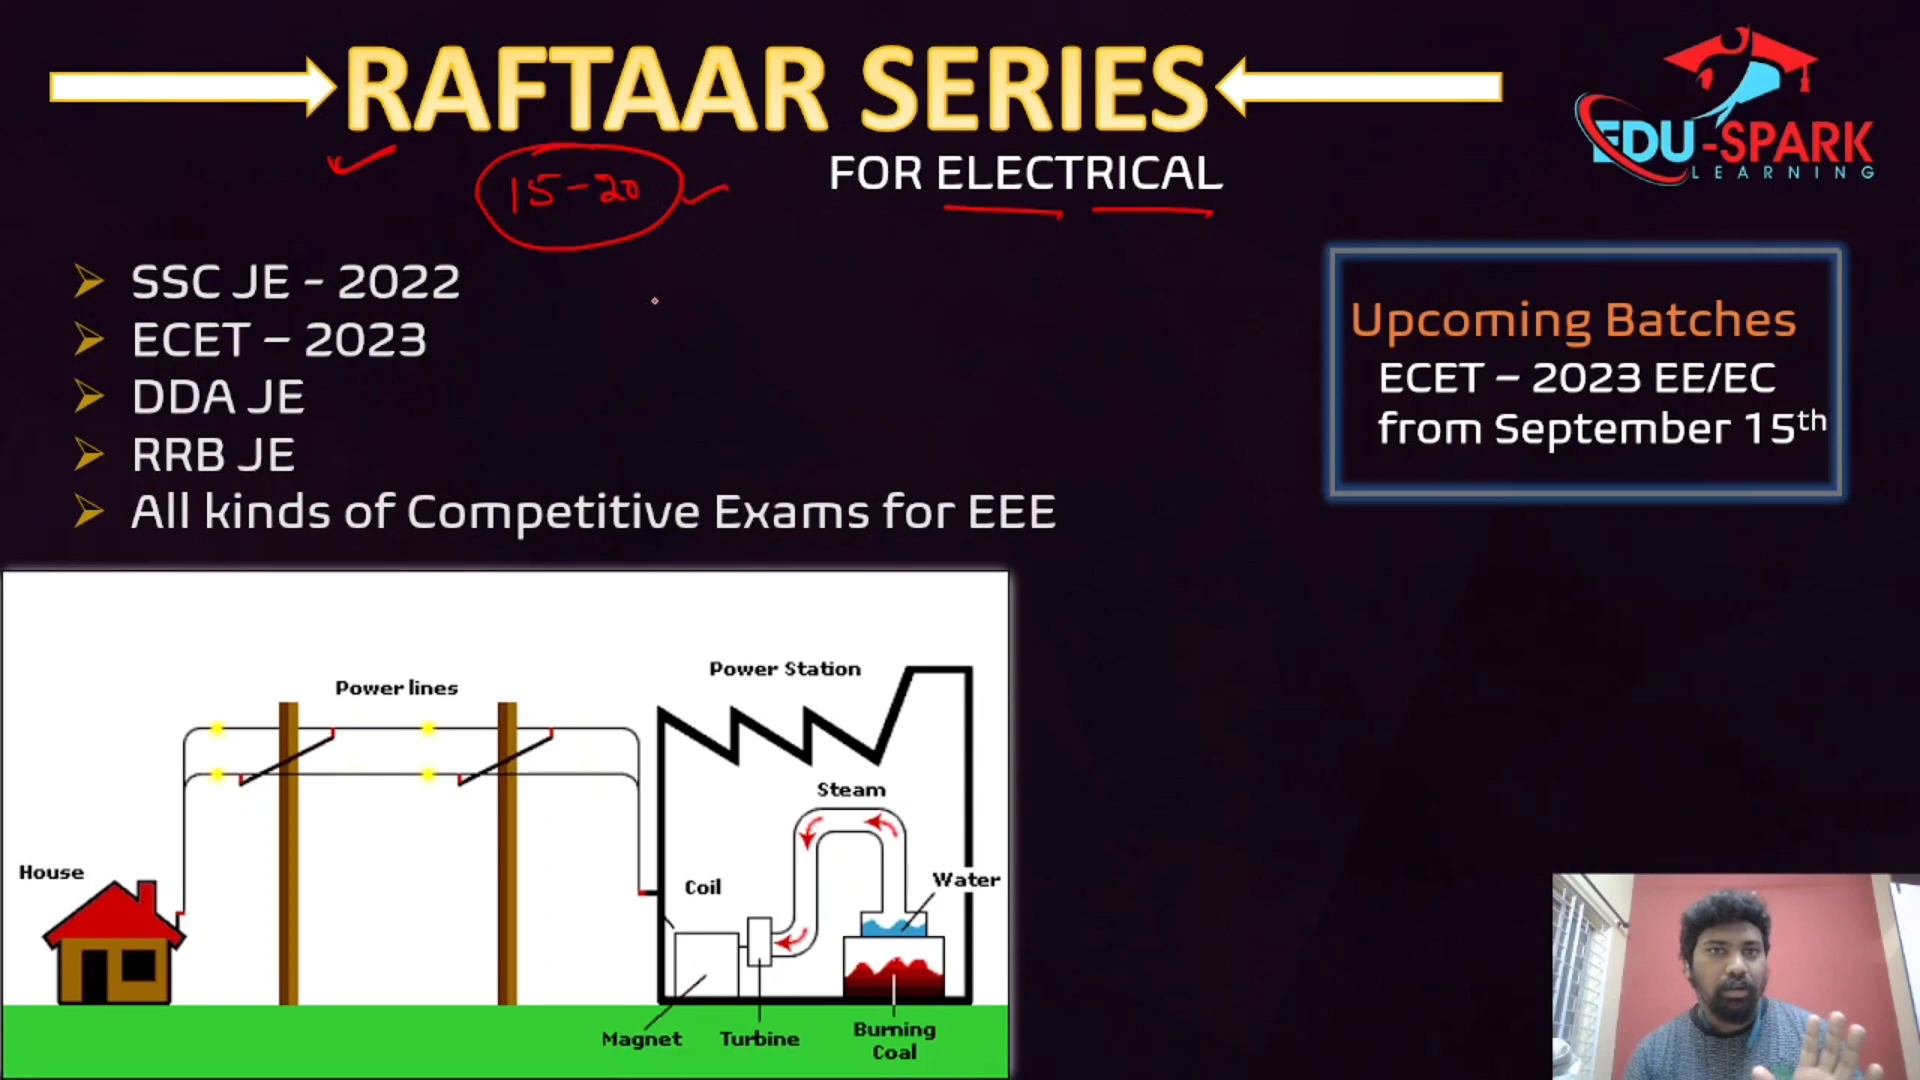 RAFTAAR SERIES
EDU-SPARK
LEARNING
15-20
FOR ELECTRICAL
SSC JE - 2022
ECET – 2023
DDA JE
RRB JE
All kinds of Competitive Exams for EEE
Upcoming Batches
ECET – 2023 EE/EC
from September 15th
Power Station
Power lines
Steam
House
Coil
Water
Magnet
Turbine
Burning
Coal